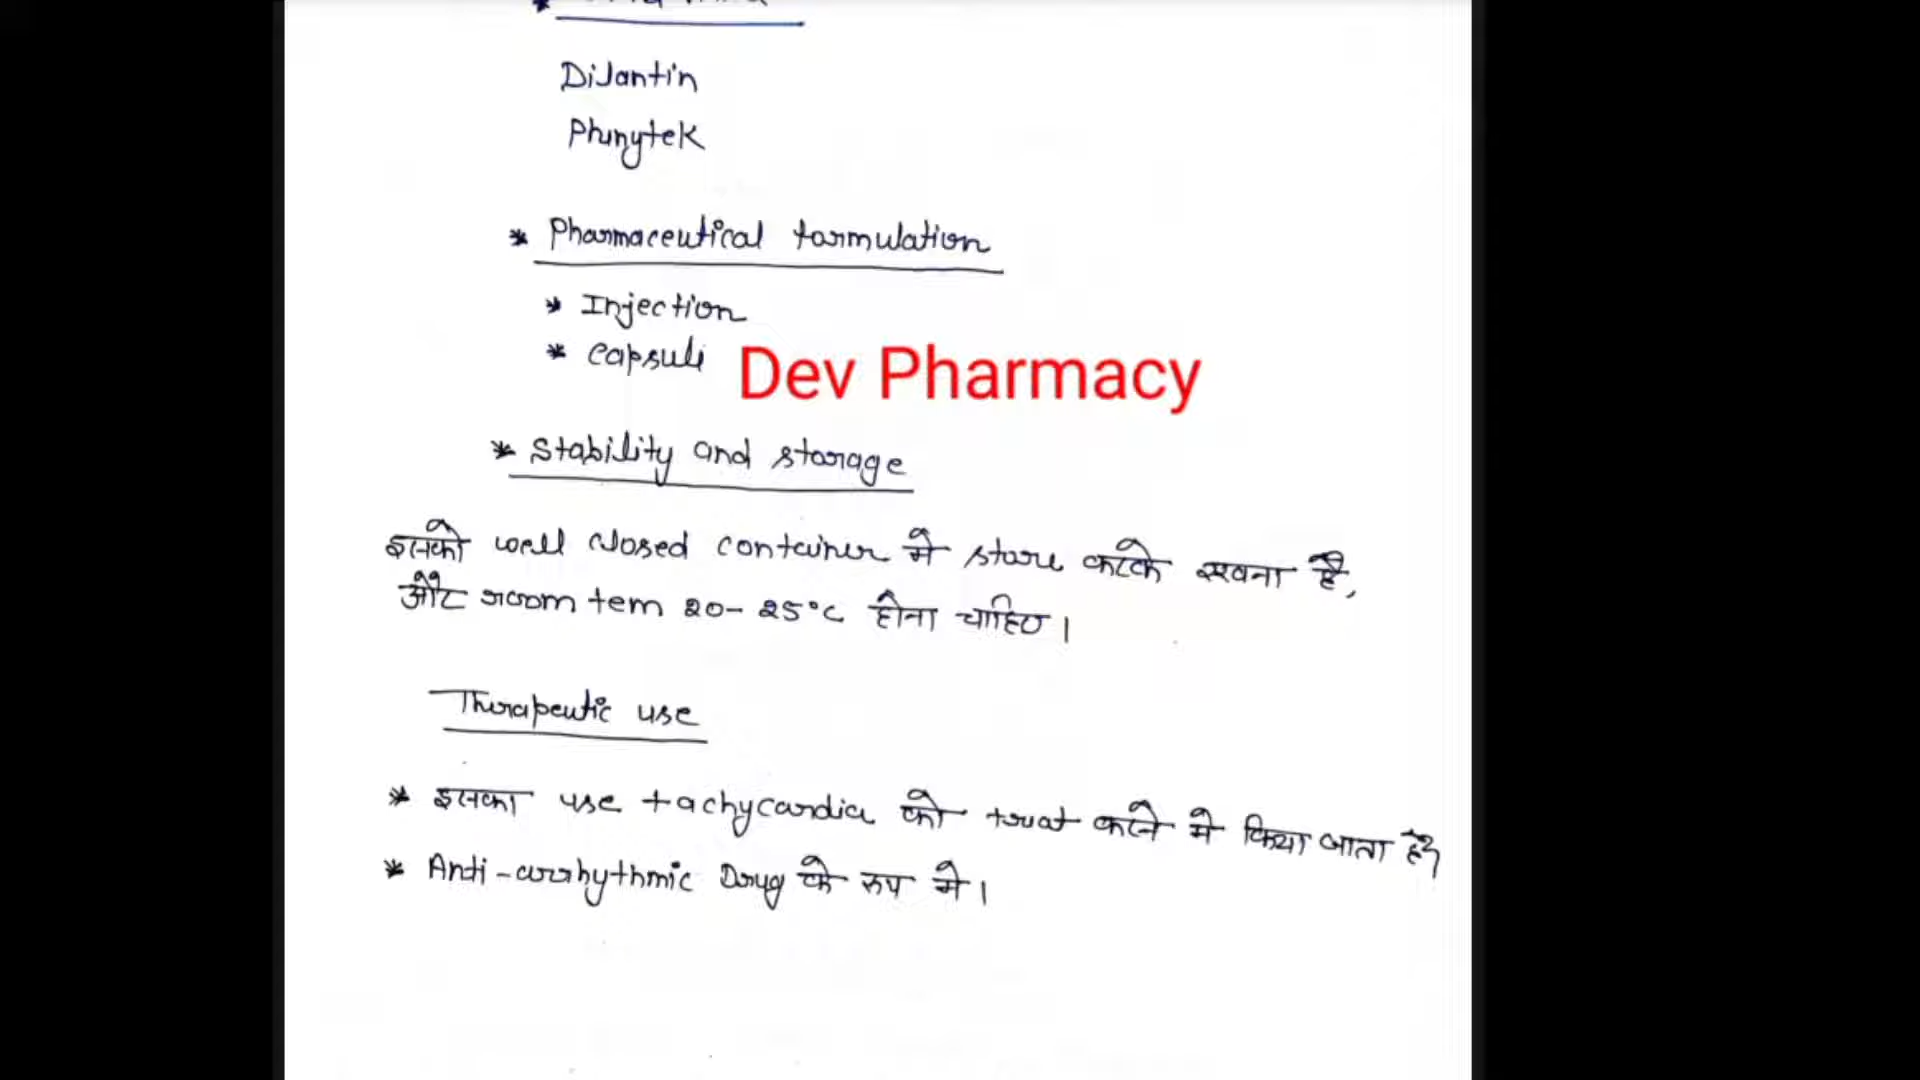 Dilantin
Phenytek
* Pharmaceutical formulation
* Injection
* capsule
Dev Pharmacy
* Stability and storage
इसको well closed container मे store करके रखना है,
और room tem 20-25°c होना चाहिए।
Therapeutic use
* इसका use tachycardia को treat करने मे किया जाता है
* Anti-arrhythmic Drug के रुप मे।